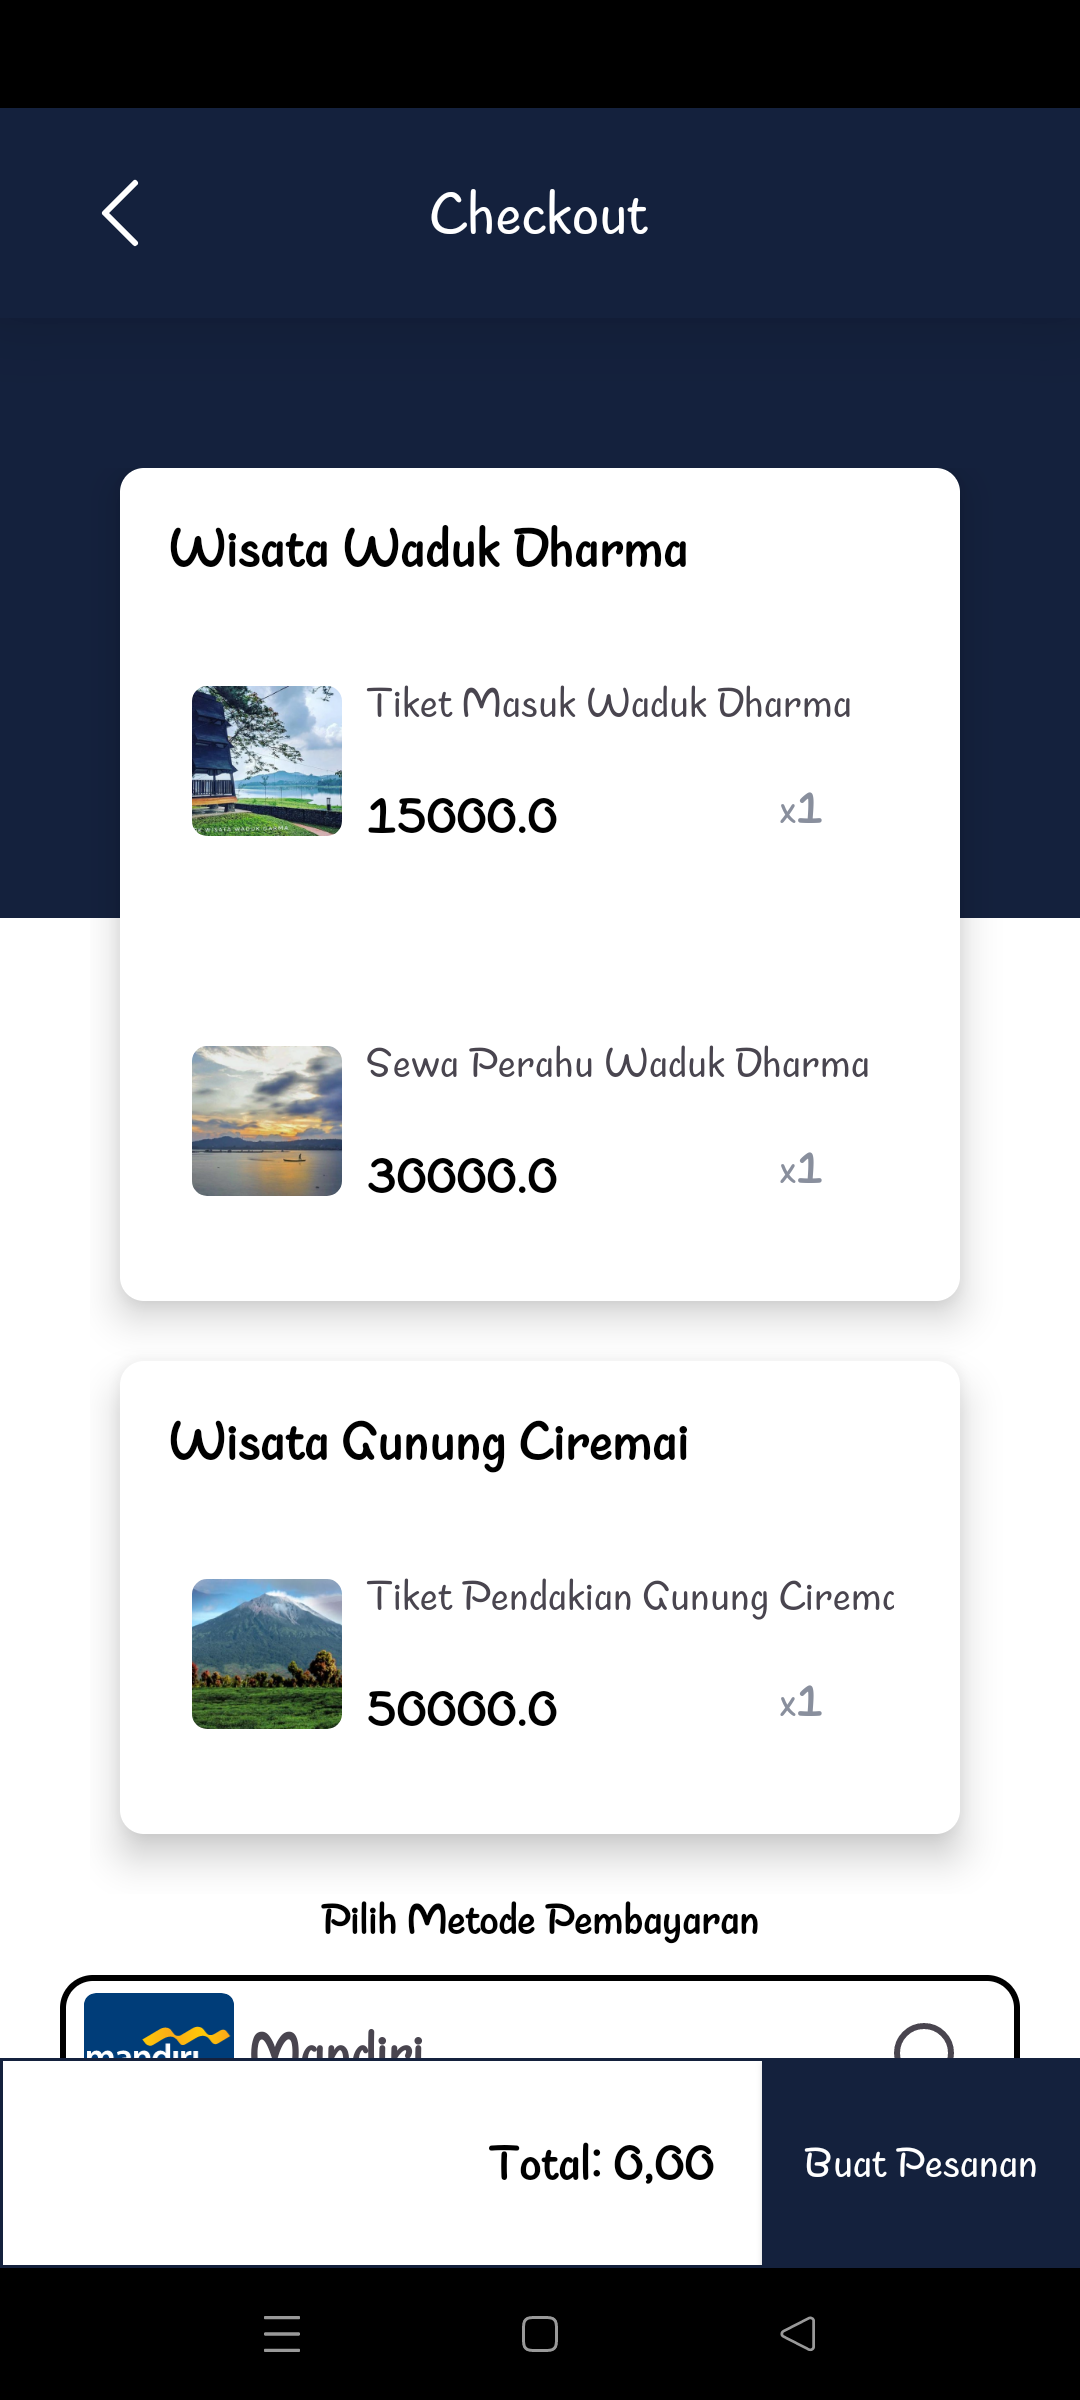 Checkout
Wisata Waduk Dharma
Tiket Masuk Waduk Dharma
15000.0
x1
Sewa Perahu Waduk Dharma
30000.0
x1
Wisata Gunung Ciremai
Tiket Pendakian Gunung Cirema
50000.0
x1
Pilih Metode Pembayaran
mandiri
Mandiri
Total: 0,00
Buat Pesanan